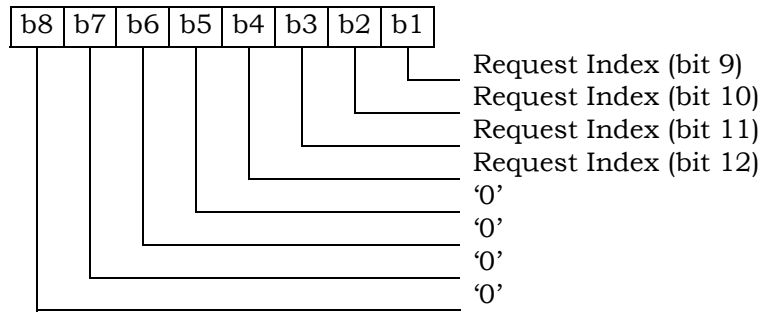 b8 b7 b6 b5 b4 b3 b2 b1
Request Index (bit 9)
Request Index (bit 10)
Request Index (bit 11)
Request Index (bit 12)
‘0’
‘0’
‘0’
‘0’